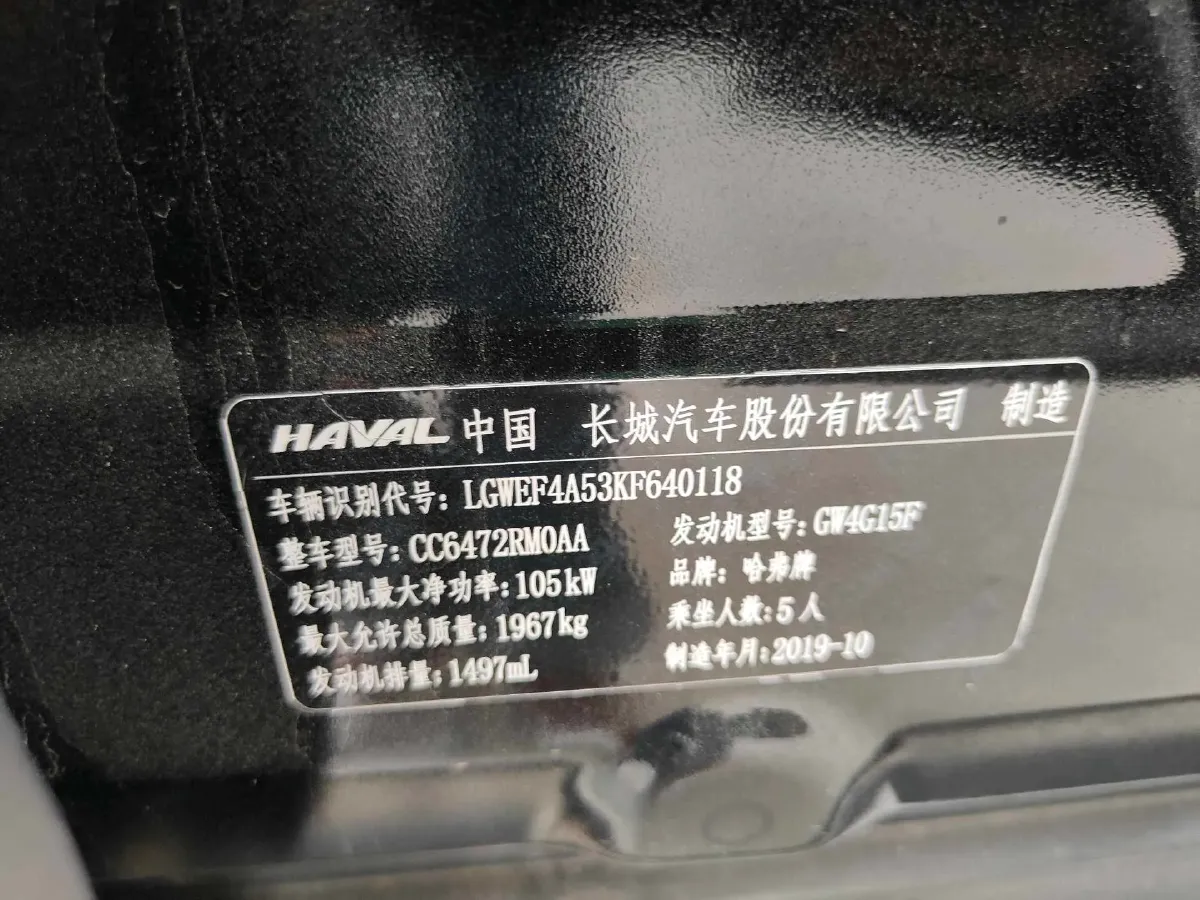 HAVAL 中国 长城汽车股份有限公司 制造
车辆识别代号: LGWEF4A53KF640118
整车型号: CC6472RM0AA 发动机型号: GW4G15F
发动机最大净功率: 105kW 品牌: 哈弗牌
最大允许总质量: 1967kg 乘坐人数: 5人
发动机排量: 1497mL 制造年月: 2019-10